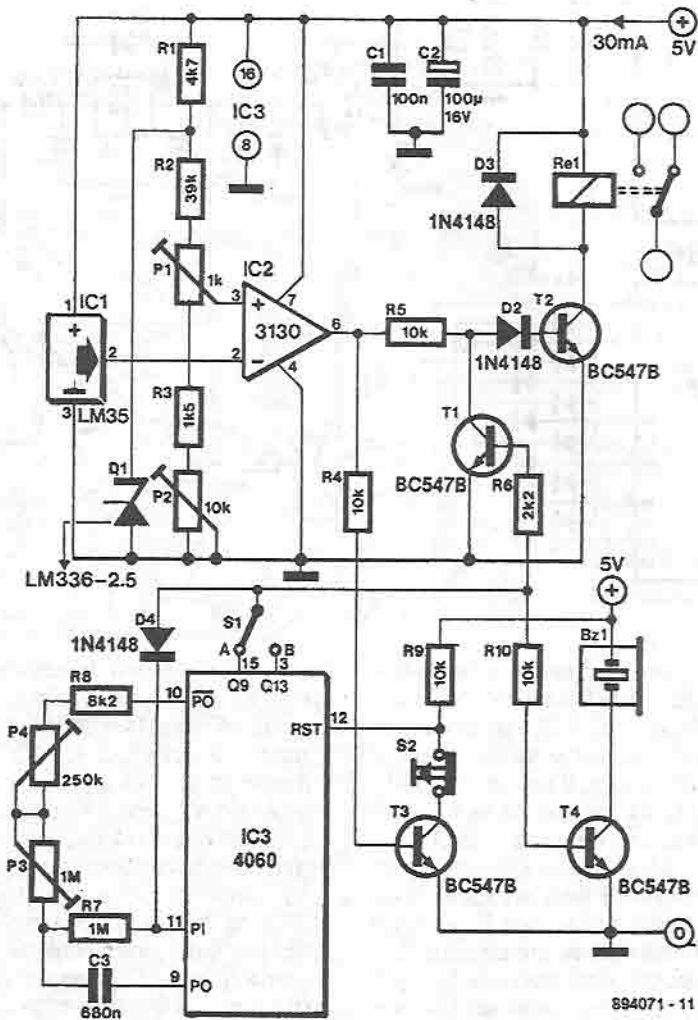 R1
4k7
16
IC3
8
C1
100n
C2
100µ
16V
30mA
+
5V
R2
39k
D3
1N4148
Re1
P1
1k
IC2
3
+
7
3130
6
2
−
4
IC1
1
+
2
3
LM35
R5
10k
D2
1N4148
T2
BC547B
R3
1k5
T1
BC547B
R4
10k
R6
2k2
D1
P2
10k
LM336-2.5
D4
1N4148
S1
A
B
15
3
Q9
Q13
5V
+
R9
10k
R10
10k
Bz1
R8
8k2
10
PO
RST
12
P4
250k
S2
IC3
4060
T3
BC547B
T4
BC547B
P3
1M
R7
1M
11
PI
C3
680n
9
PO
0
894071 - 11